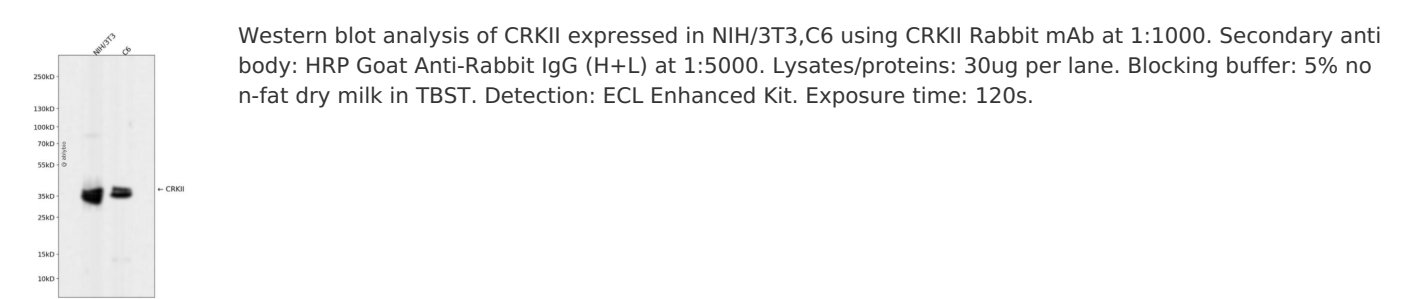 NIH/3T3 C6
250kD
130kD
100kD
70kD
55kD
35kD
25kD
15kD
10kD
← CRKII
@ abybio
Western blot analysis of CRKII expressed in NIH/3T3,C6 using CRKII Rabbit mAb at 1:1000. Secondary anti
body: HRP Goat Anti-Rabbit IgG (H+L) at 1:5000. Lysates/proteins: 30ug per lane. Blocking buffer: 5% no
n-fat dry milk in TBST. Detection: ECL Enhanced Kit. Exposure time: 120s.